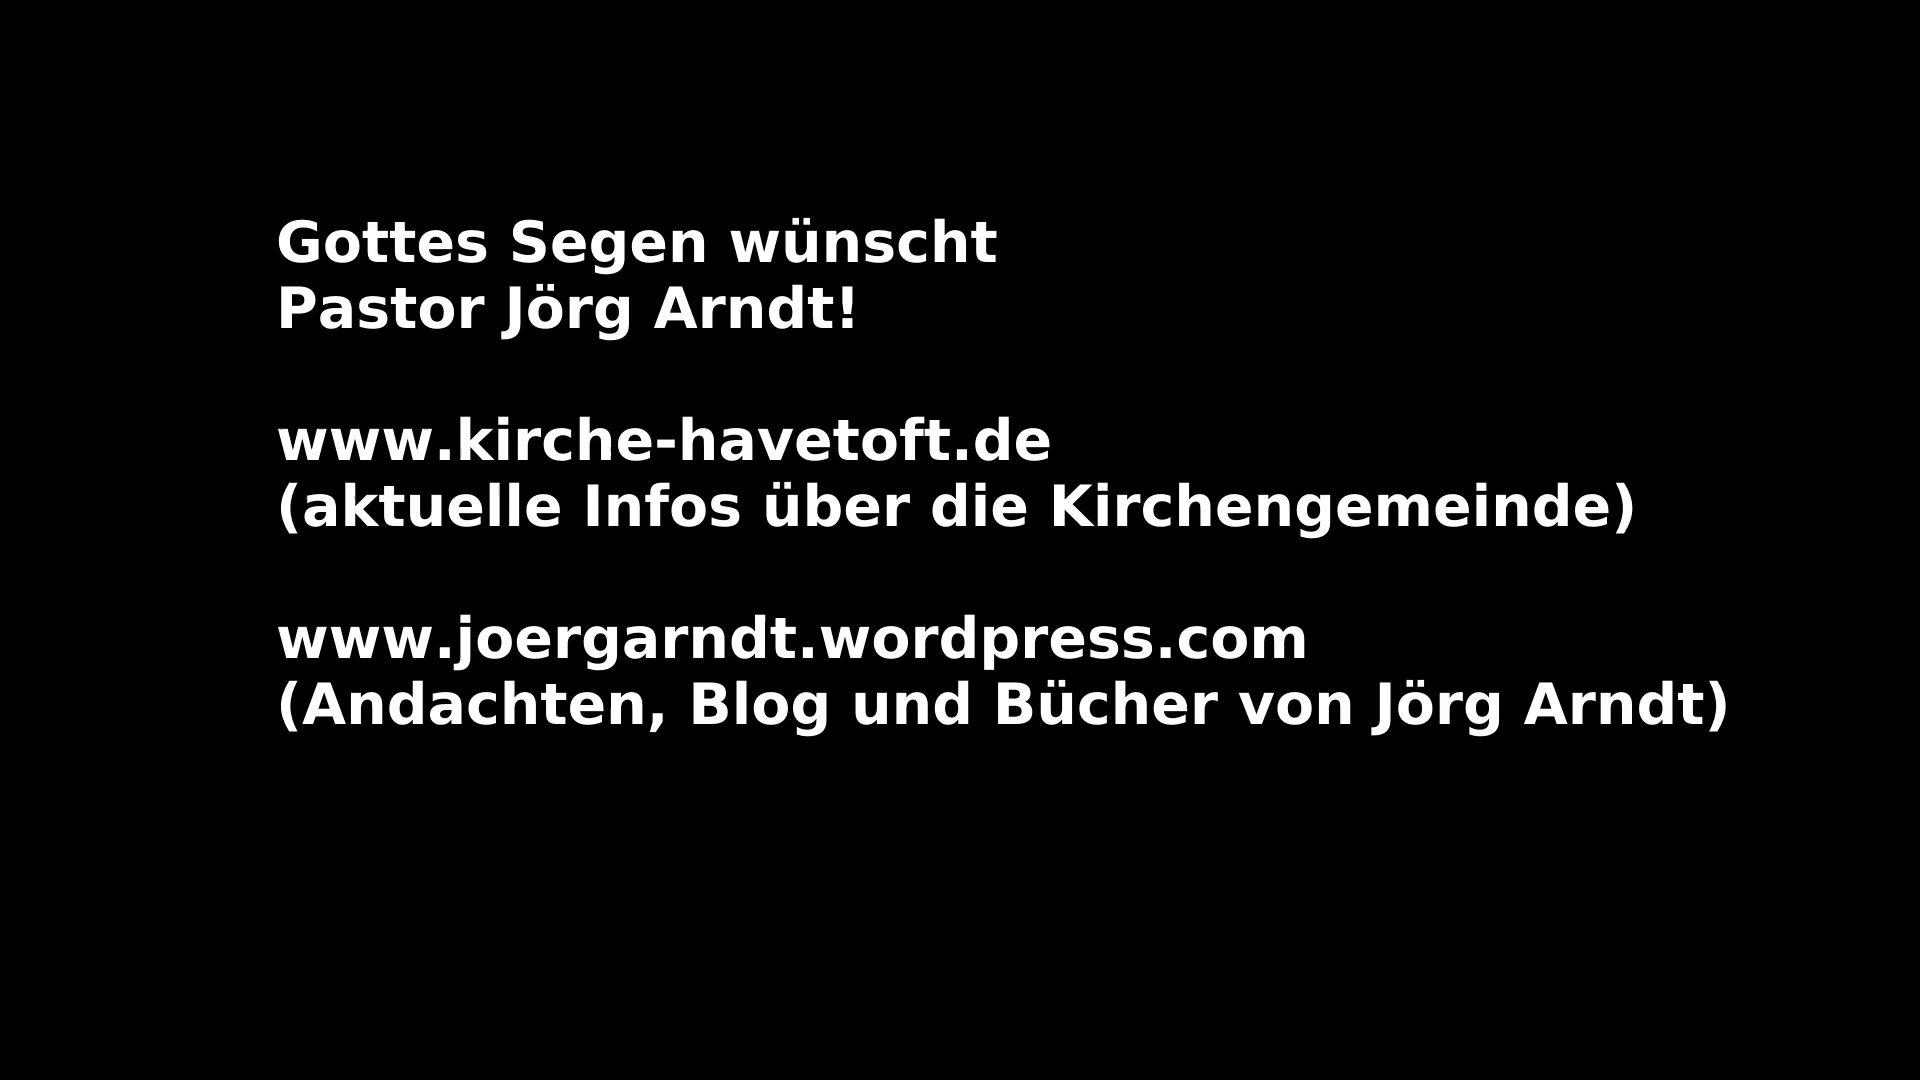 Gottes Segen wünscht
Pastor Jörg Arndt!
www.kirche-havetoft.de
(aktuelle Infos über die Kirchengemeinde)
www.joergarndt.wordpress.com
(Andachten, Blog und Bücher von Jörg Arndt)